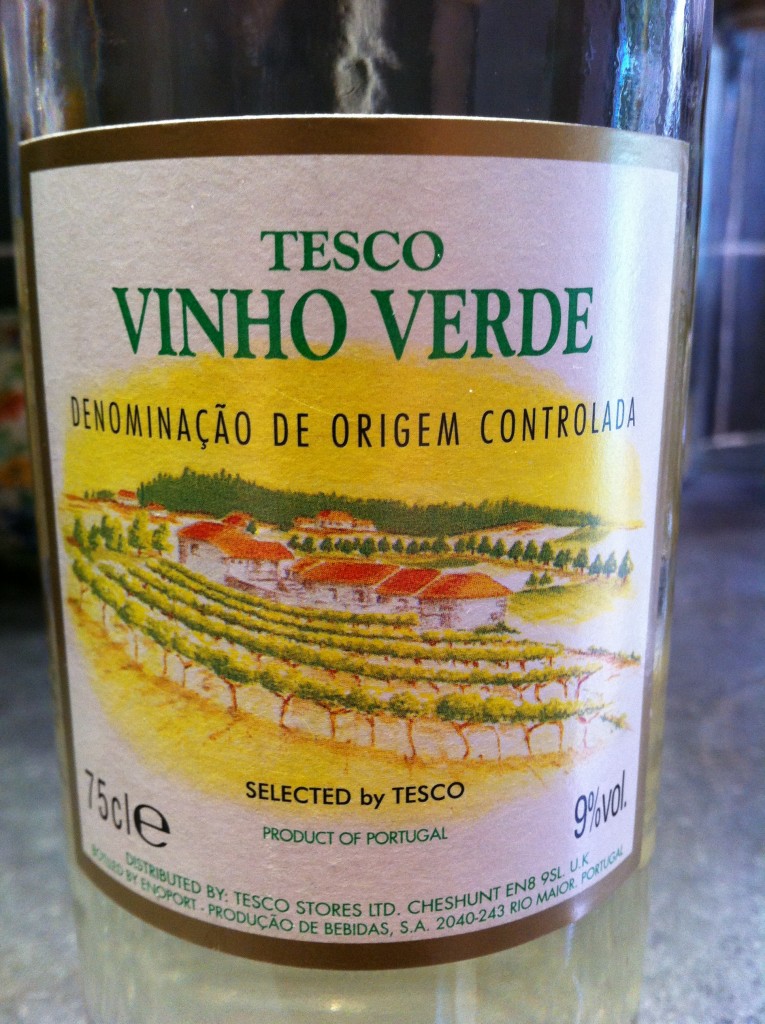 TESCO
VINHO VERDE
DENOMINAÇÃO DE ORIGEM CONTROLADA
SELECTED by TESCO
75cl e
9%vol.
PRODUCT OF PORTUGAL
DISTRIBUTED BY: TESCO STORES LTD. CHESHUNT EN8 9SL. U.K
BOTTLED BY ENOPORT - PRODUÇÃO DE BEBIDAS, S.A. 2040-243 RIO MAIOR. PORTUGAL